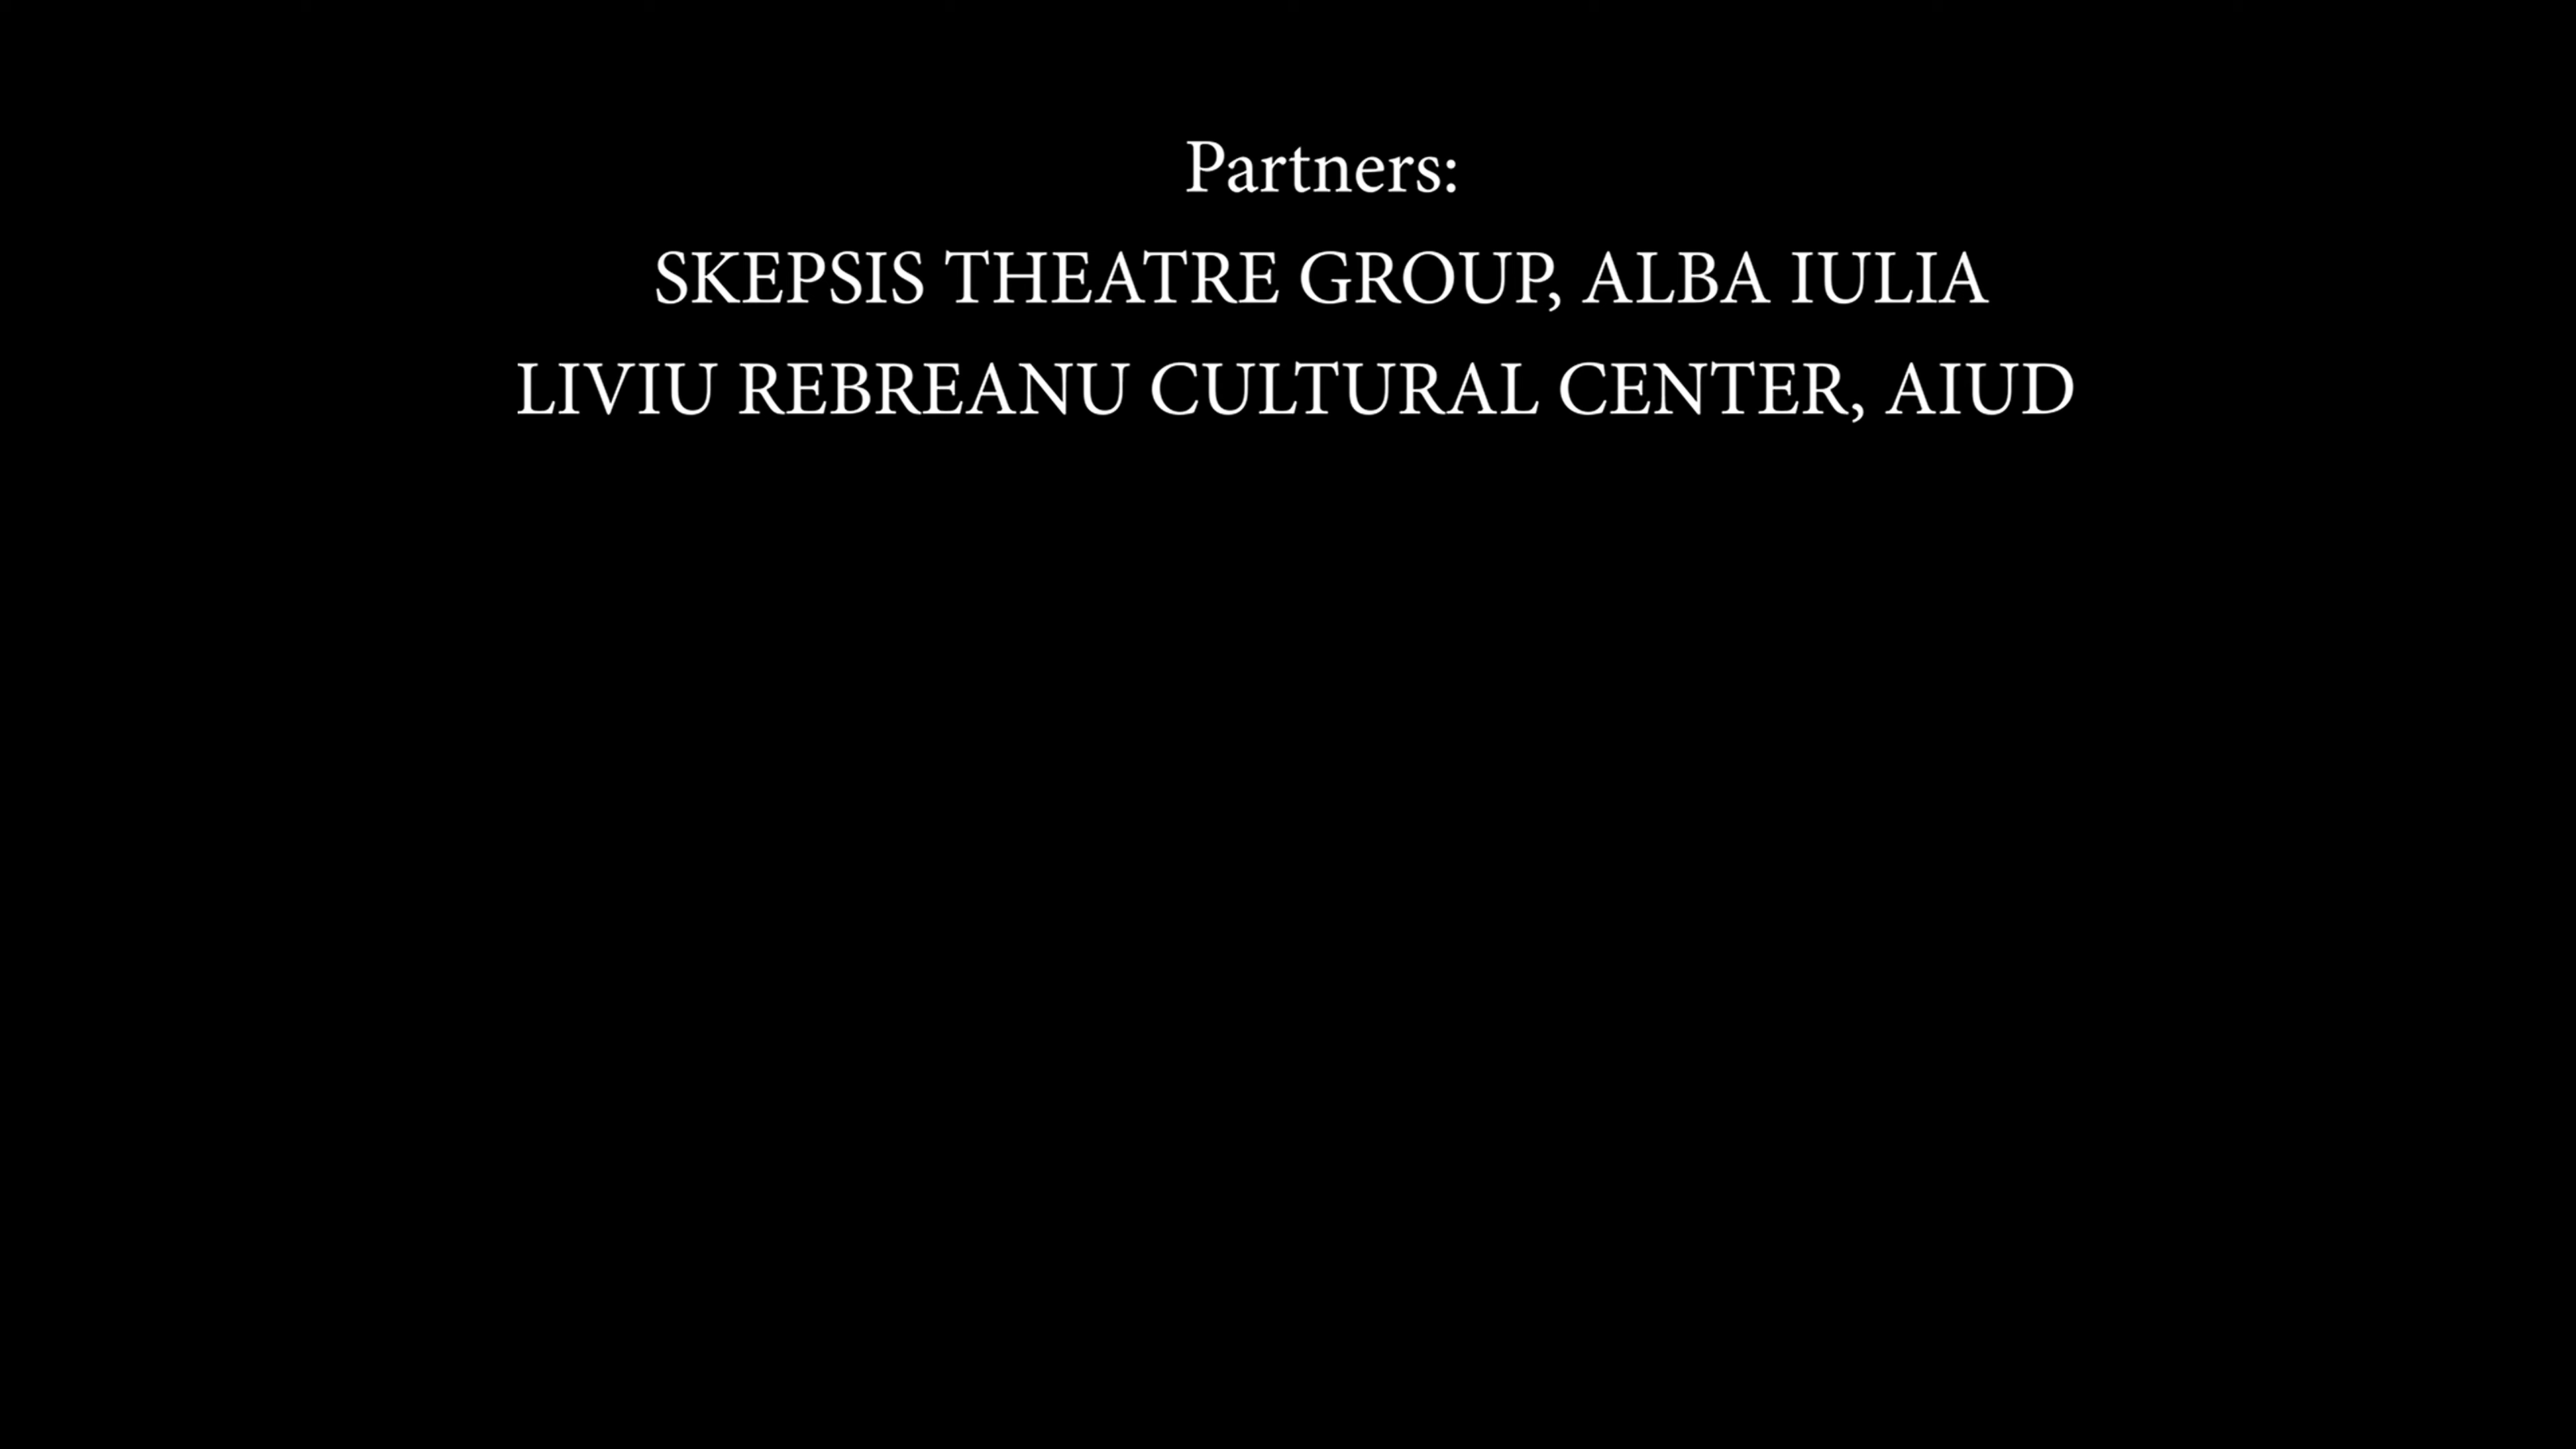 Partners:
SKEPSIS THEATRE GROUP, ALBA IULIA
LIVIU REBREANU CULTURAL CENTER, AIUD